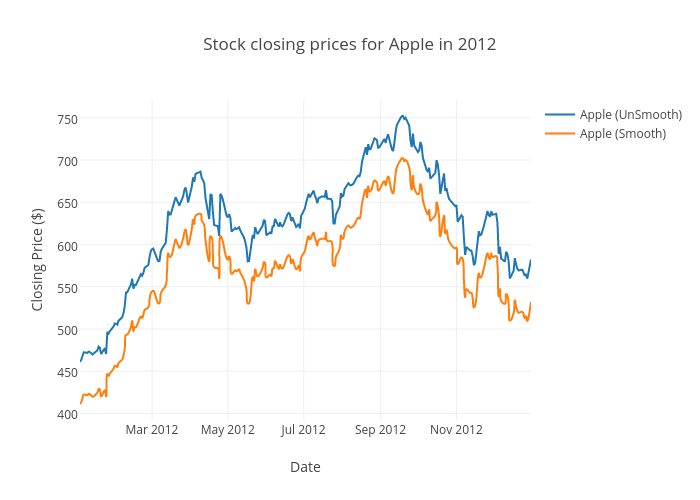 Stock closing prices for Apple in 2012
Apple (UnSmooth)
Apple (Smooth)
750
700
650
600
550
500
450
400
Closing Price ($)
Mar 2012
May 2012
Jul 2012
Sep 2012
Nov 2012
Date